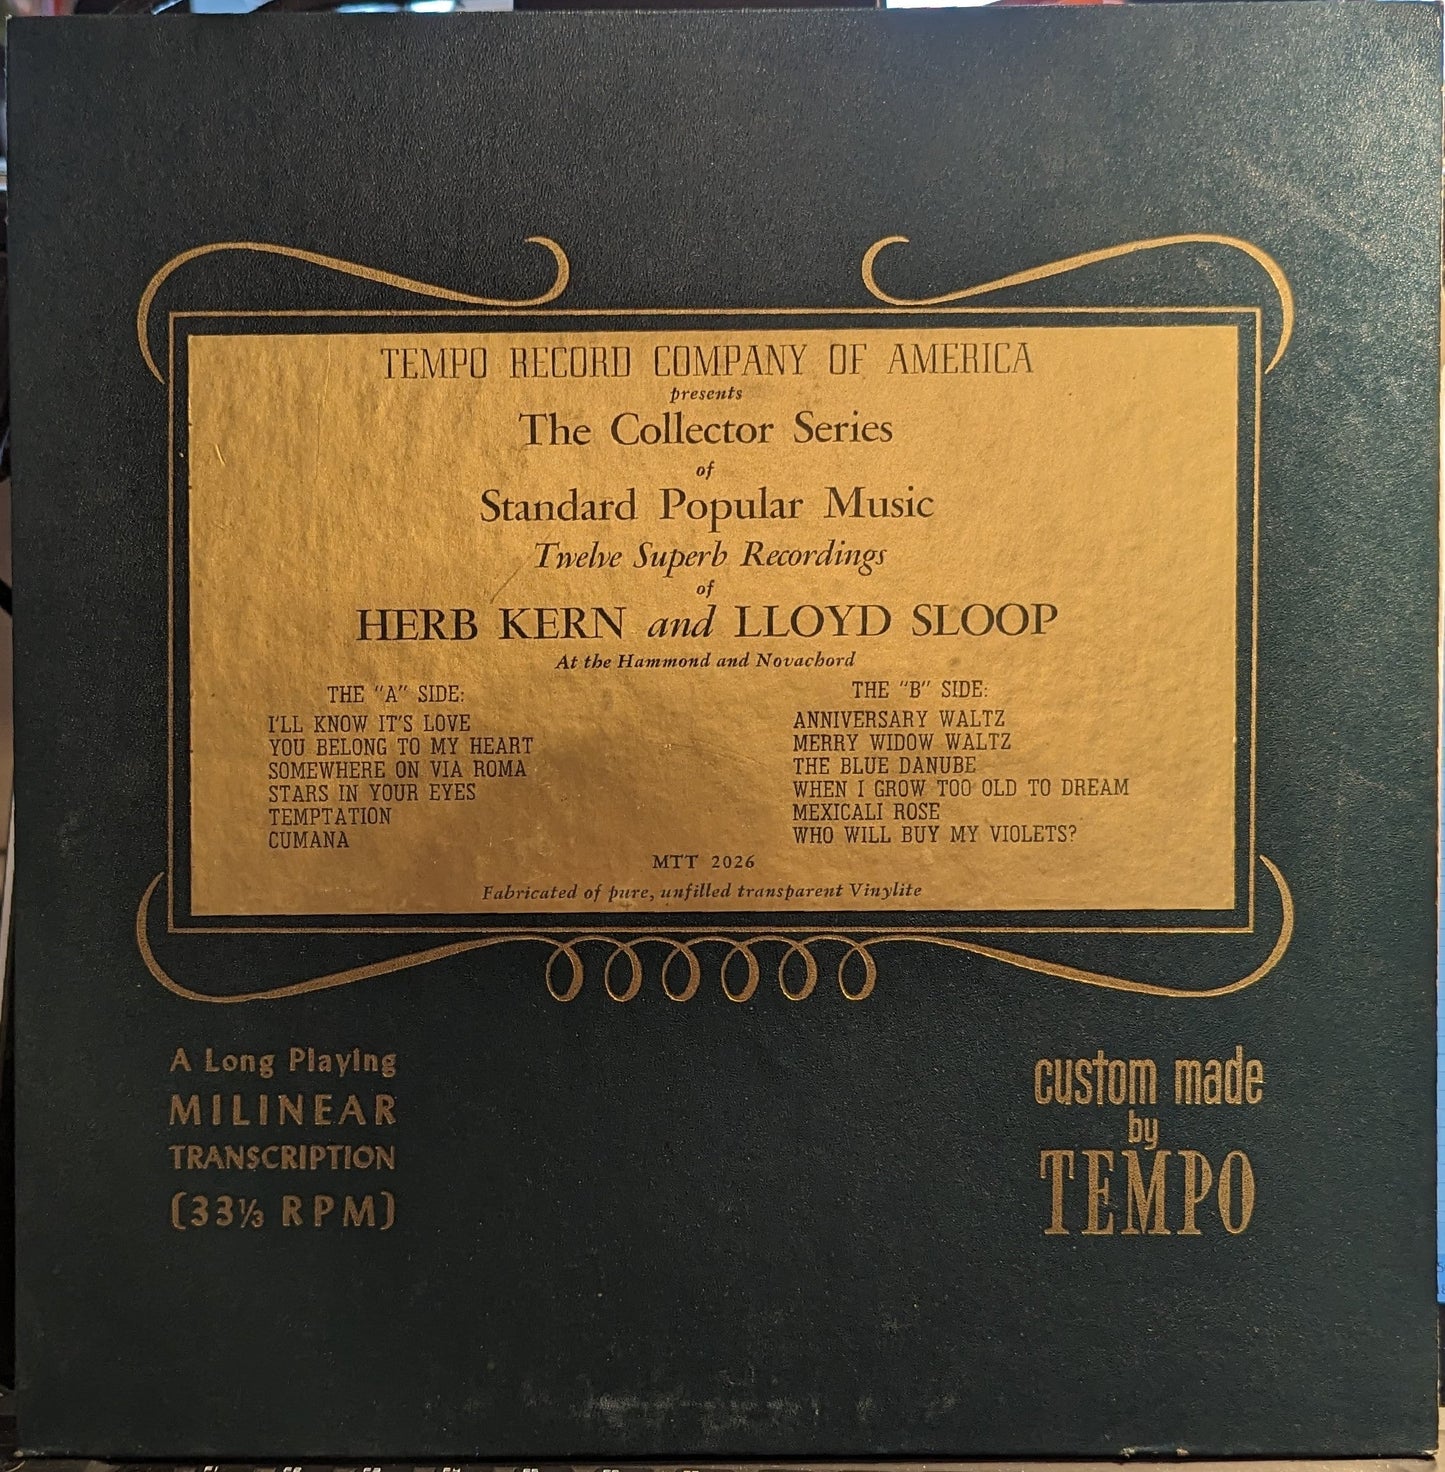 TEMPO RECORD COMPANY OF AMERICA
presents
The Collector Series
of
Standard Popular Music
Twelve Superb Recordings
of
HERB KERN and LLOYD SLOOP
At the Hammond and Novachord
THE "A" SIDE:
I'LL KNOW IT'S LOVE
YOU BELONG TO MY HEART
SOMEWHERE ON VIA ROMA
STARS IN YOUR EYES
TEMPTATION
CUMANA
THE "B" SIDE:
ANNIVERSARY WALTZ
MERRY WIDOW WALTZ
THE BLUE DANUBE
WHEN I GROW TOO OLD TO DREAM
MEXICALI ROSE
WHO WILL BUY MY VIOLETS?
MTT 2026
Fabricated of pure, unfilled transparent Vinylite
A Long Playing
MILINEAR
TRANSCRIPTION
(33⅓ RPM)
custom made
by
TEMPO